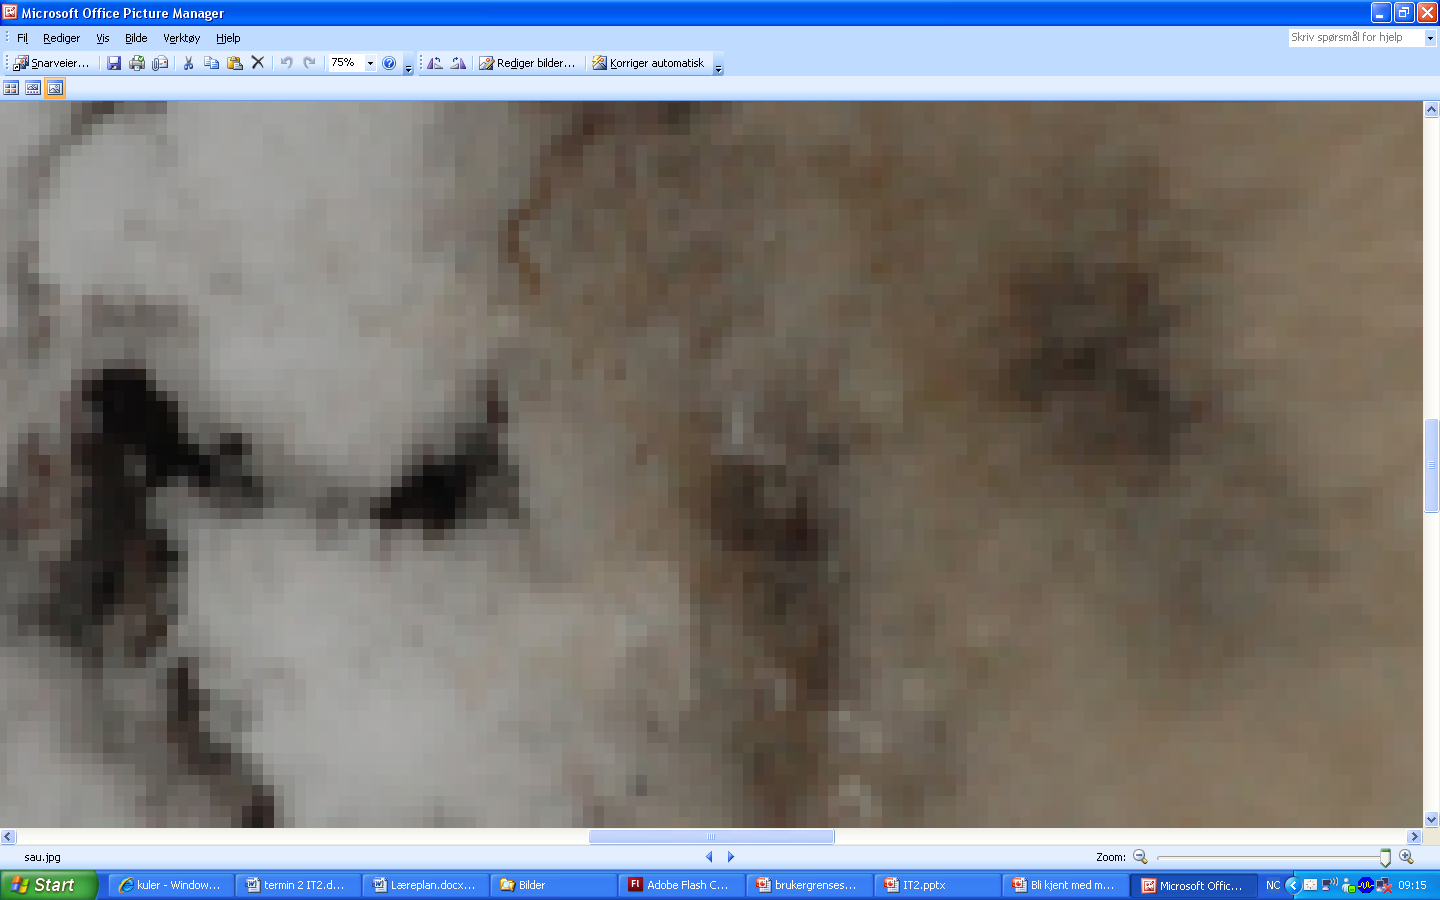 Microsoft Office Picture Manager
Fil Rediger Vis Bilde Verktøy Hjelp Skriv spørsmål for hjelp
Snarveier... 75% Rediger bilder... Korriger automatisk
sau.jpg Zoom:
Start kuler - Window... termin 2 IT2.d... Læreplan.docx... Bilder Adobe Flash C... brukergrenses... IT2.pptx Bli kjent med m... Microsoft Offic... NC 09:15